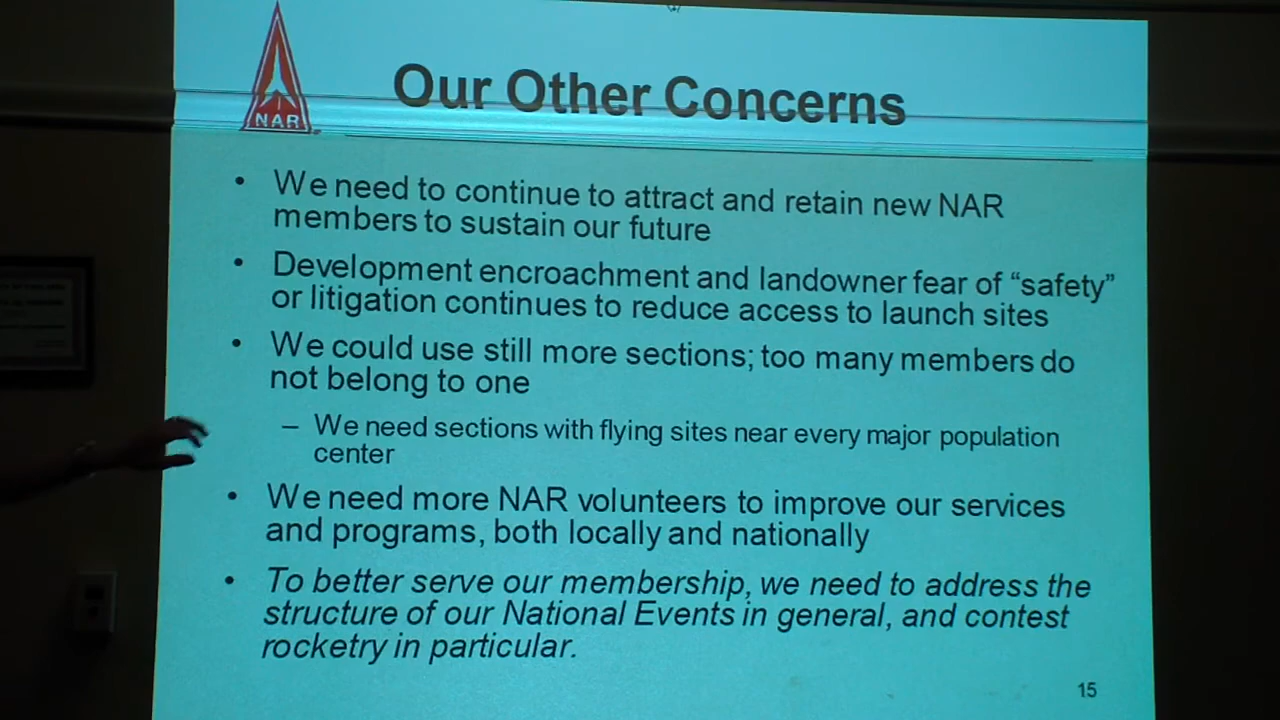 NAR
Our Other Concerns
• We need to continue to attract and retain new NAR
members to sustain our future
• Development encroachment and landowner fear of “safety”
or litigation continues to reduce access to launch sites
• We could use still more sections; too many members do
not belong to one
– We need sections with flying sites near every major population
center
• We need more NAR volunteers to improve our services
and programs, both locally and nationally
• To better serve our membership, we need to address the
structure of our National Events in general, and contest
rocketry in particular.
15